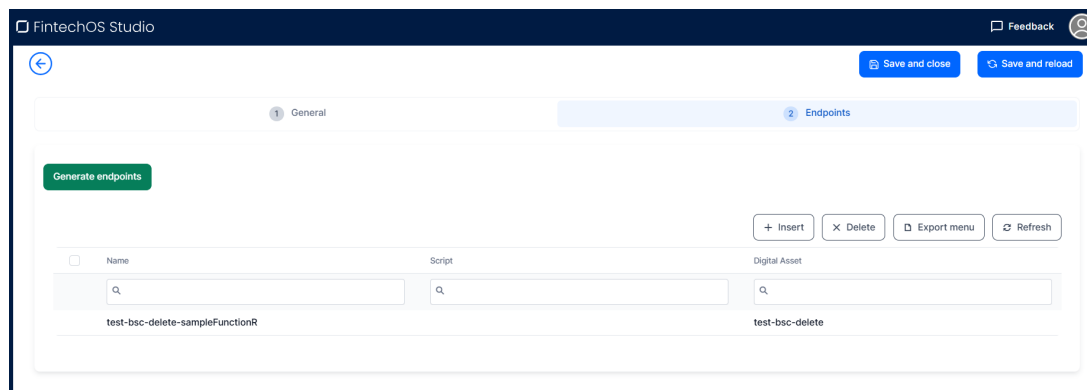 FintechOS Studio
Feedback
Save and close
Save and reload
1 General
2 Endpoints
Generate endpoints
Insert
Delete
Export menu
Refresh
Name Script Digital Asset
test-bsc-delete-sampleFunctionR test-bsc-delete